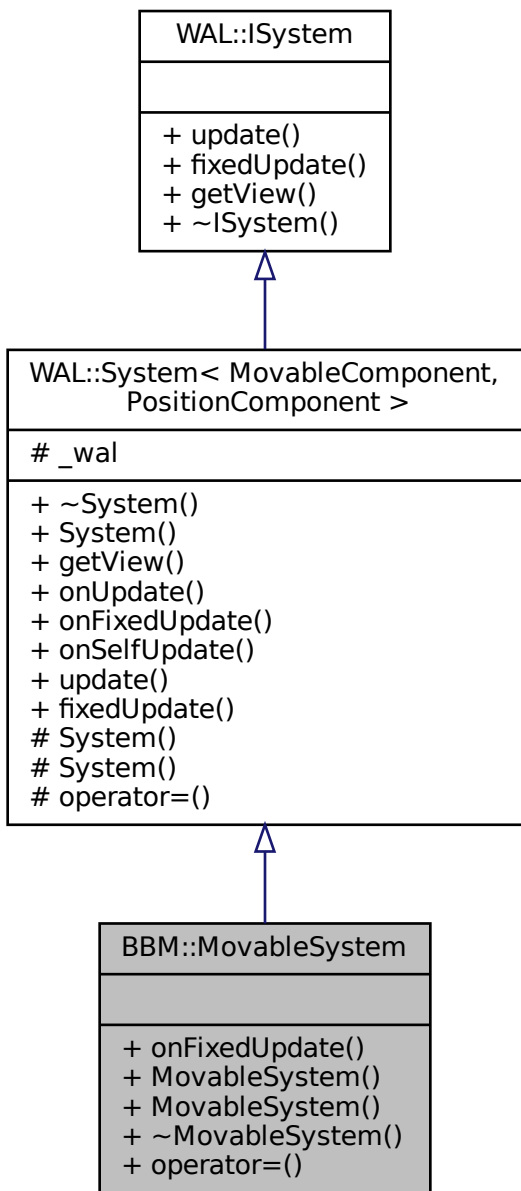 WAL::ISystem
+ update()
+ fixedUpdate()
+ getView()
+ ~ISystem()
WAL::System< MovableComponent,
PositionComponent >
# _wal
+ ~System()
+ System()
+ getView()
+ onUpdate()
+ onFixedUpdate()
+ onSelfUpdate()
+ update()
+ fixedUpdate()
# System()
# System()
# operator=()
BBM::MovableSystem
+ onFixedUpdate()
+ MovableSystem()
+ MovableSystem()
+ ~MovableSystem()
+ operator=()